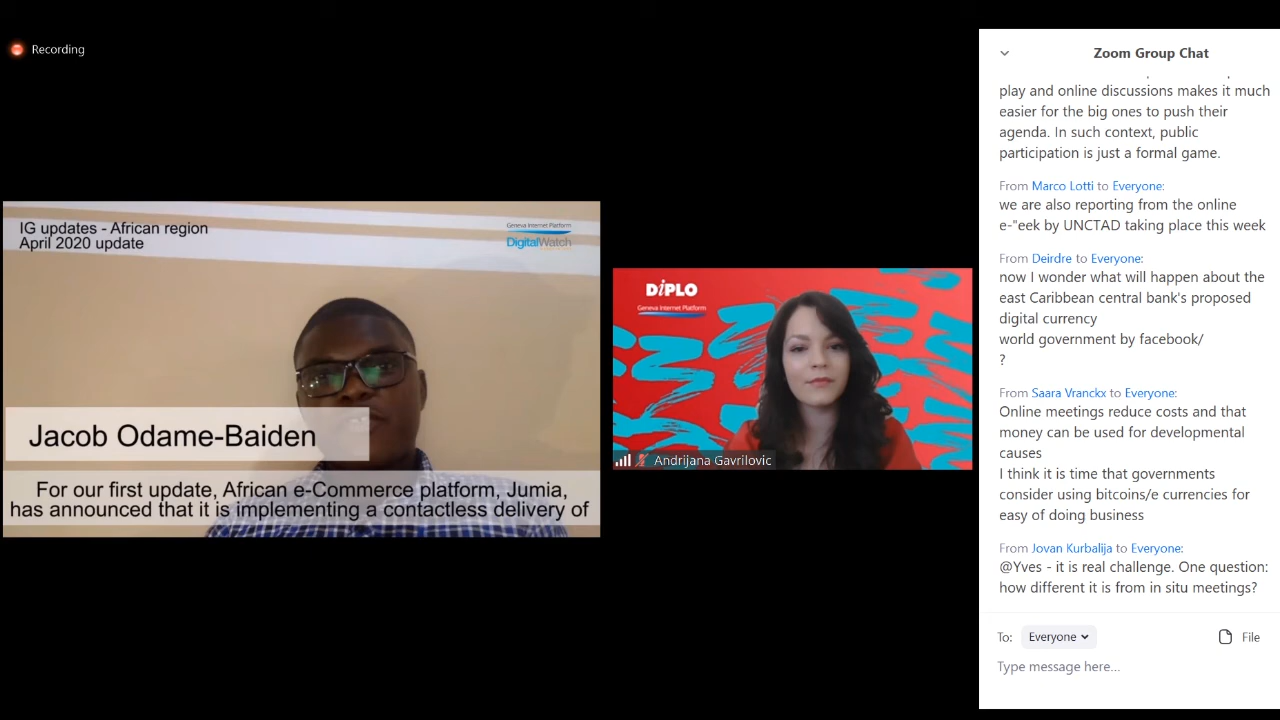 Recording
IG updates - African region
April 2020 update
Geneva Internet Platform
DigitalWatch
Jacob Odame-Baiden
For our first update, African e-Commerce platform, Jumia,
has announced that it is implementing a contactless delivery of
DiPLO
Geneva Internet Platform
Andrijana Gavrilovic
Zoom Group Chat
play and online discussions makes it much
easier for the big ones to push their
agenda. In such context, public
participation is just a formal game.
From Marco Lotti to Everyone:
we are also reporting from the online
e-"eek by UNCTAD taking place this week
From Deirdre to Everyone:
now I wonder what will happen about the
east Caribbean central bank's proposed
digital currency
world government by facebook/
?
From Saara Vranckx to Everyone:
Online meetings reduce costs and that
money can be used for developmental
causes
I think it is time that governments
consider using bitcoins/e currencies for
easy of doing business
From Jovan Kurbalija to Everyone:
@Yves - it is real challenge. One question:
how different it is from in situ meetings?
To: Everyone File
Type message here...